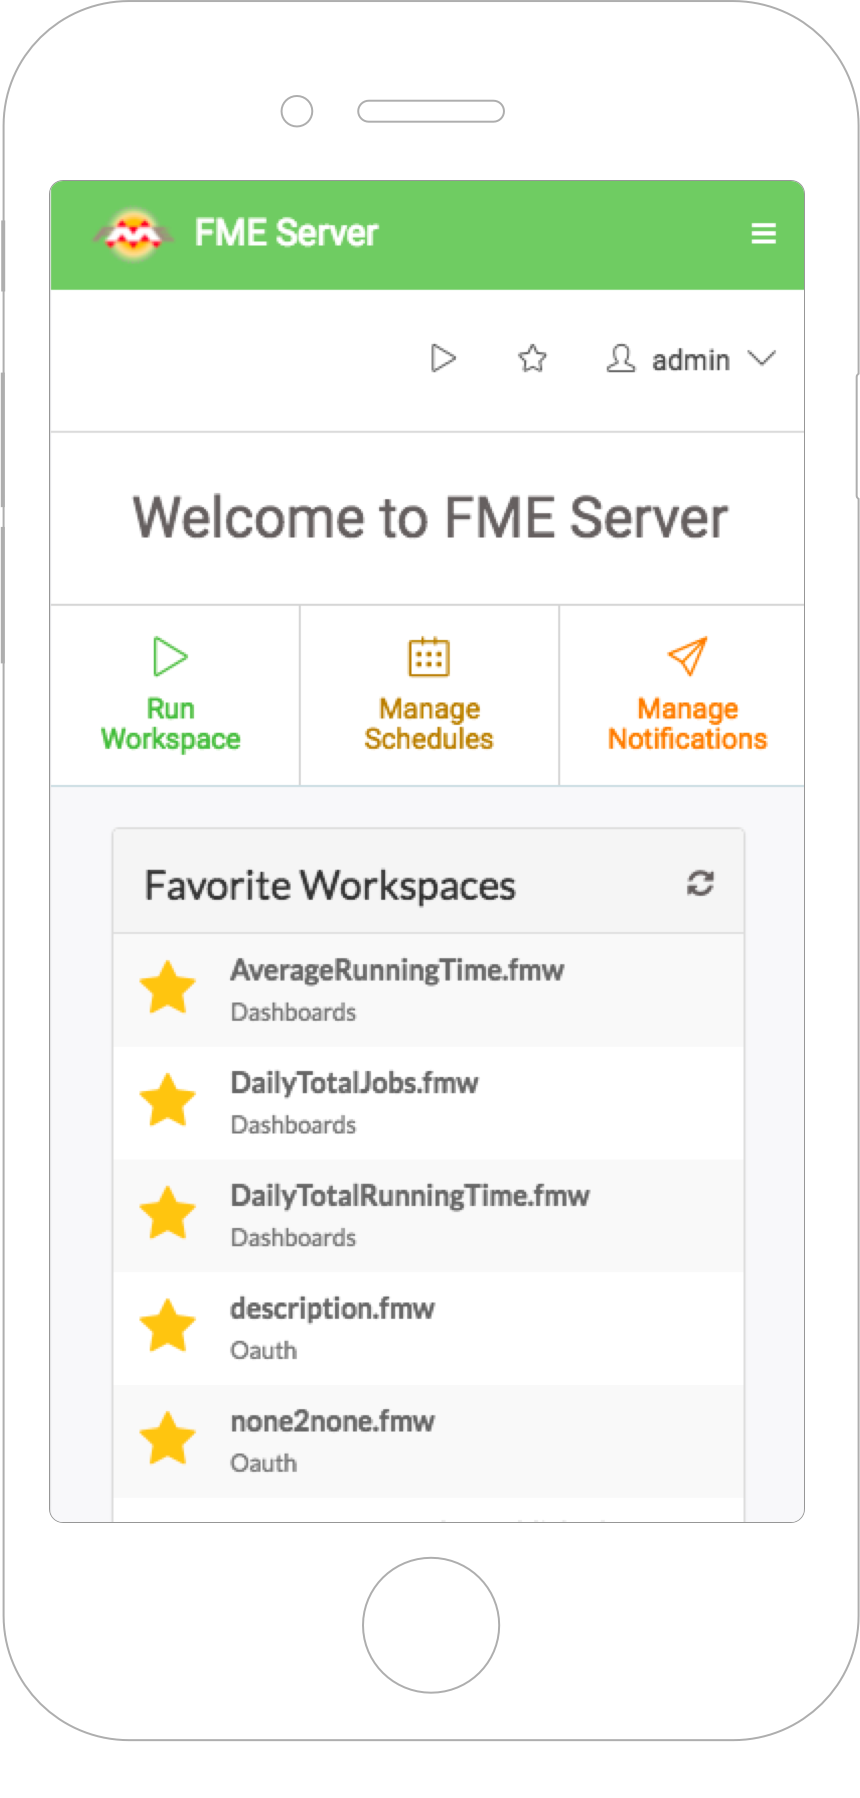 FME Server
admin
Welcome to FME Server
Run
Workspace
Manage
Schedules
Manage
Notifications
Favorite Workspaces
AverageRunningTime.fmw
Dashboards
DailyTotalJobs.fmw
Dashboards
DailyTotalRunningTime.fmw
Dashboards
description.fmw
Oauth
none2none.fmw
Oauth